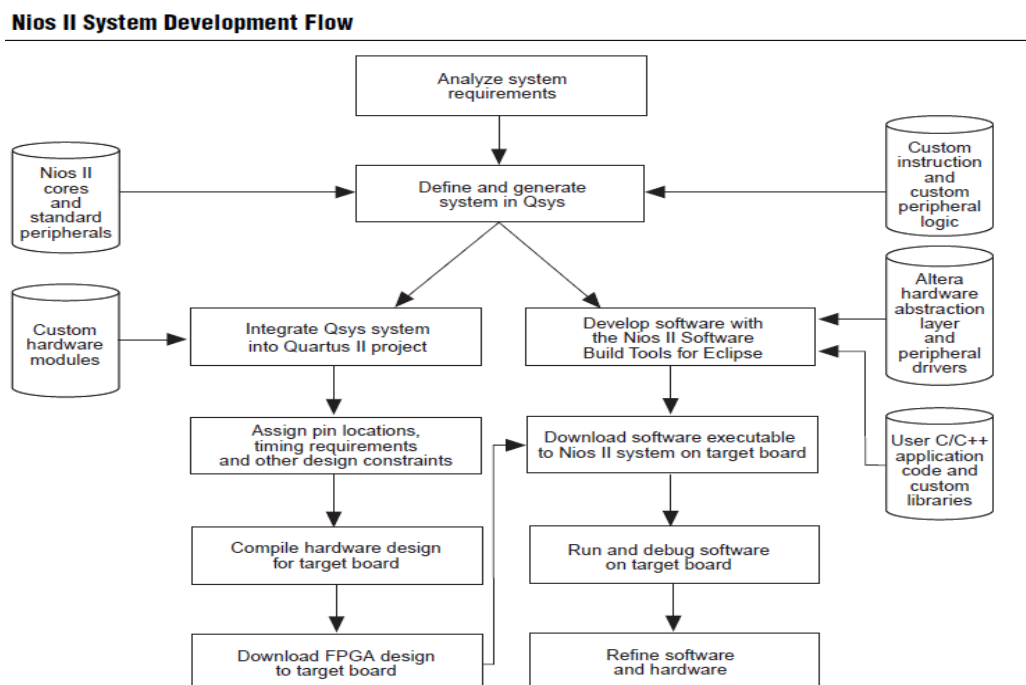 Nios II System Development Flow
Analyze system
requirements
Nios II
cores
and
standard
peripherals
Define and generate
system in Qsys
Custom
instruction
and
custom
peripheral
logic
Custom
hardware
modules
Integrate Qsys system
into Quartus II project
Develop software with
the Nios II Software
Build Tools for Eclipse
Altera
hardware
abstraction
layer
and
peripheral
drivers
Assign pin locations,
timing requirements
and other design constraints
Download software executable
to Nios II system on target board
User C/C++
application
code and
custom
libraries
Compile hardware design
for target board
Run and debug software
on target board
Download FPGA design
to target board
Refine software
and hardware